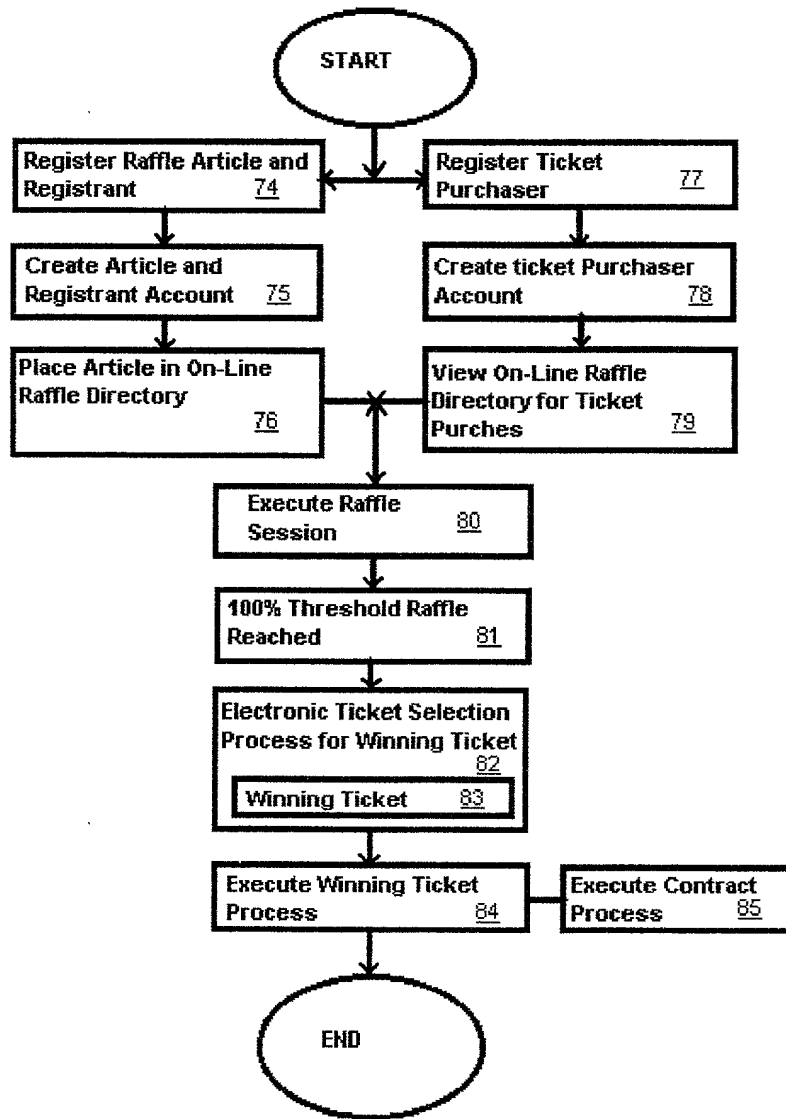 START
Register Raffle Article and
Registrant 74
Register Ticket
Purchaser 77
Create Article and
Registrant Account 75
Create ticket Purchaser
Account 78
Place Article in On-Line
Raffle Directory
76
View On-Line Raffle
Directory for Ticket
Purches 79
Execute Raffle
Session 80
100% Threshold Raffle
Reached 81
Electronic Ticket Selection
Process for Winning Ticket
82
Winning Ticket 83
Execute Winning Ticket
Process 84
Execute Contract
Process 85
END